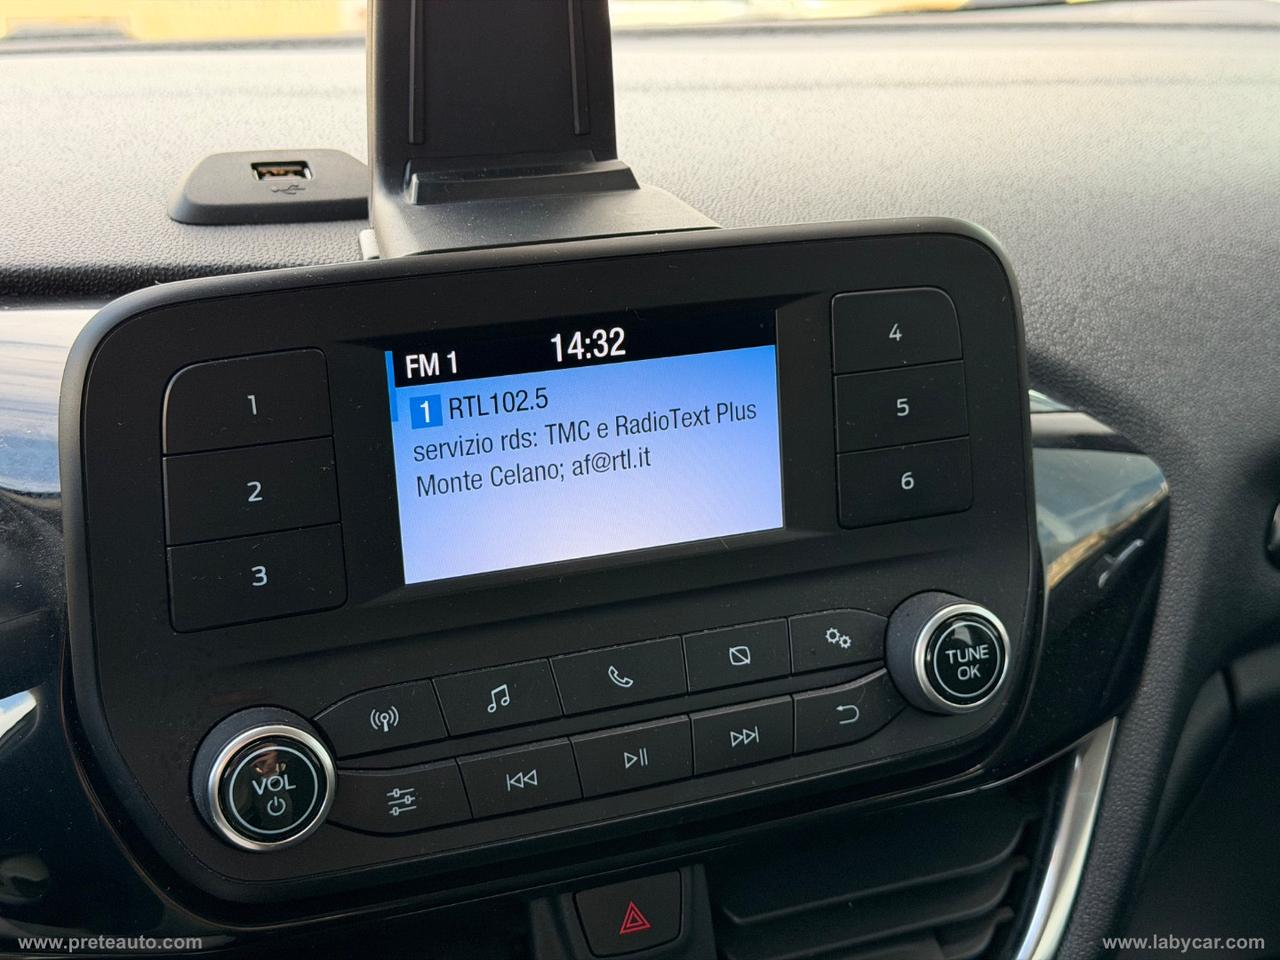 FM 1 14:32
1 RTL102.5
servizio rds: TMC e RadioText Plus
Monte Celano; af@rtl.it
1
2
3
4
5
6
VOL
TUNE
OK
www.preteauto.com
www.labycar.com